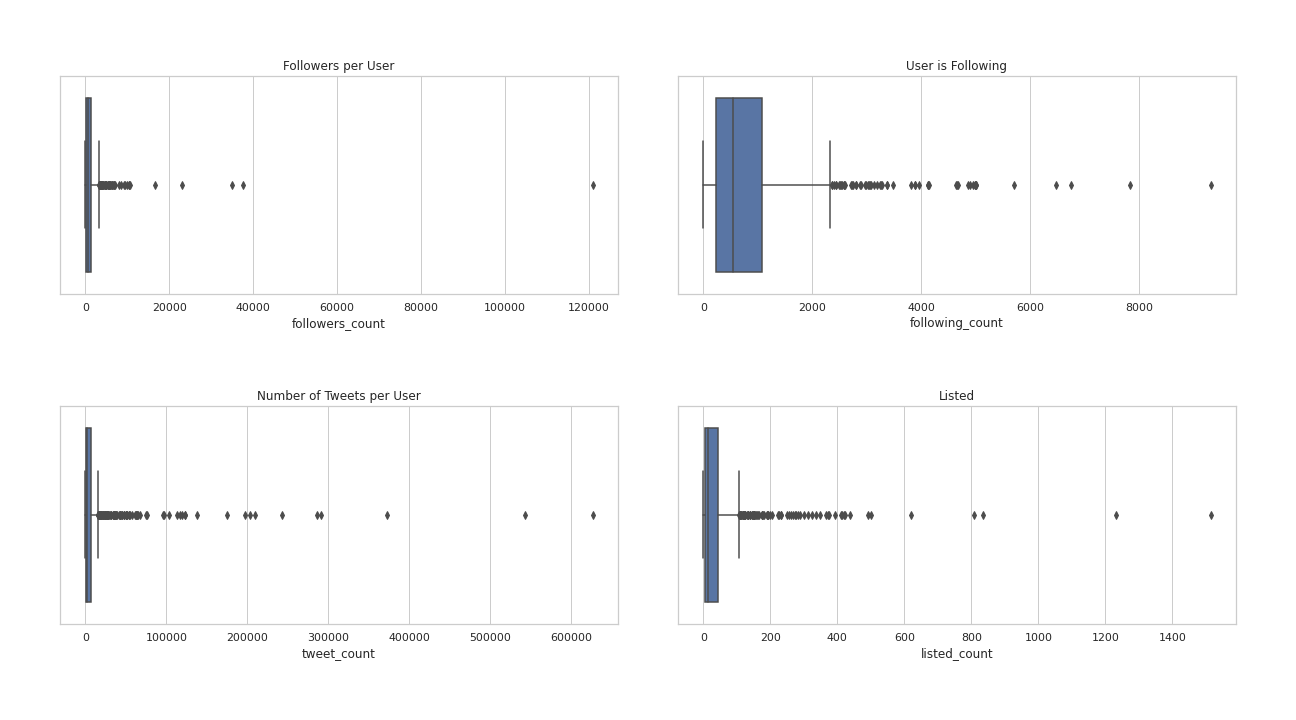 Followers per User
0 20000 40000 60000 80000 100000 120000
followers_count
User is Following
0 2000 4000 6000 8000
following_count
Number of Tweets per User
0 100000 200000 300000 400000 500000 600000
tweet_count
Listed
0 200 400 600 800 1000 1200 1400
listed_count